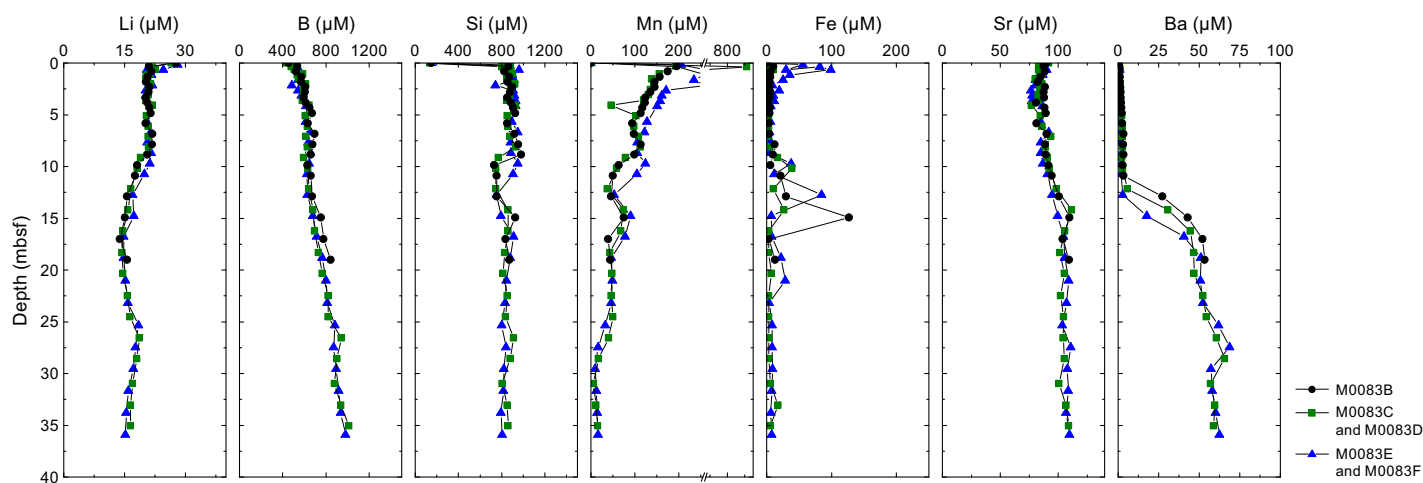 Li (µM) B (µM) Si (µM) Mn (µM) Fe (µM) Sr (µM) Ba (µM)
0 15 30 0 400 800 1200 0 400 800 1200 0 100 200 800 0 100 200 0 50 100 0 25 50 75 100
0
5
10
15
20
25
30
35
40
Depth (mbsf)
M0083B
M0083C
and M0083D
M0083E
and M0083F